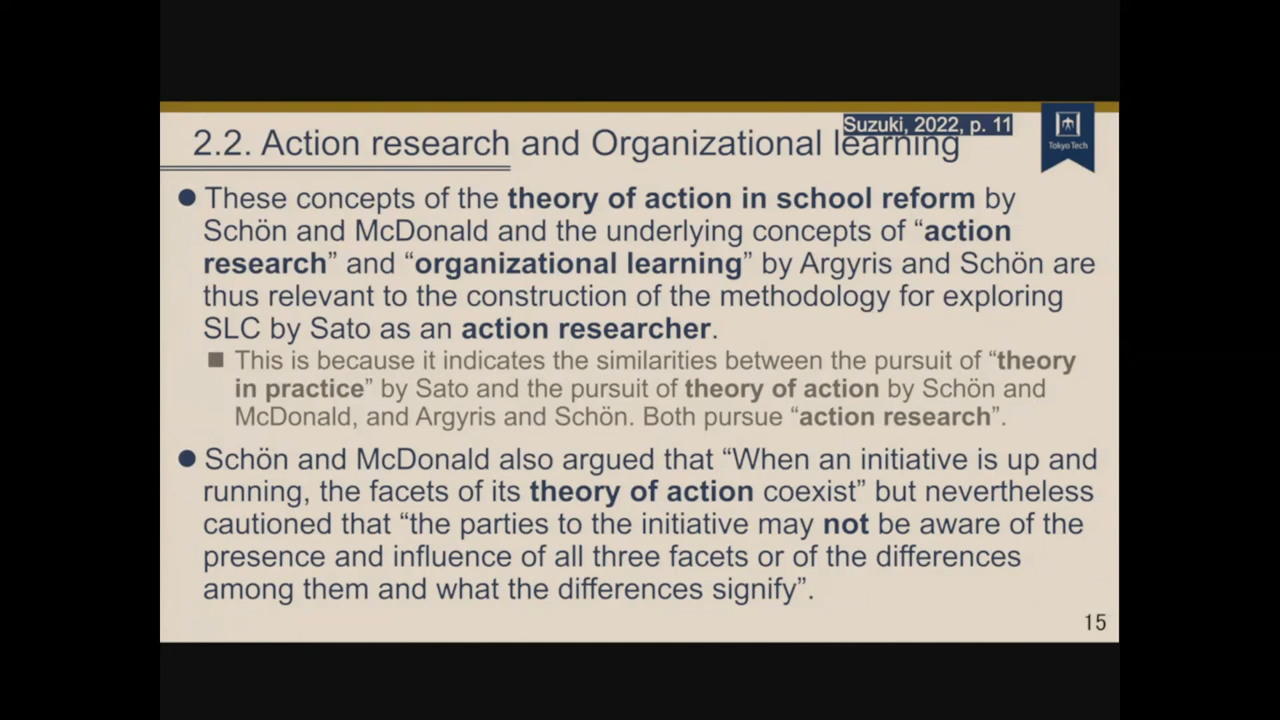 Suzuki, 2022, p. 11
2.2. Action research and Organizational learning
TokyoTech
● These concepts of the theory of action in school reform by
Schön and McDonald and the underlying concepts of “action
research” and “organizational learning” by Argyris and Schön are
thus relevant to the construction of the methodology for exploring
SLC by Sato as an action researcher.
■ This is because it indicates the similarities between the pursuit of “theory
in practice” by Sato and the pursuit of theory of action by Schön and
McDonald, and Argyris and Schön. Both pursue “action research”.
● Schön and McDonald also argued that “When an initiative is up and
running, the facets of its theory of action coexist” but nevertheless
cautioned that “the parties to the initiative may not be aware of the
presence and influence of all three facets or of the differences
among them and what the differences signify”.
15